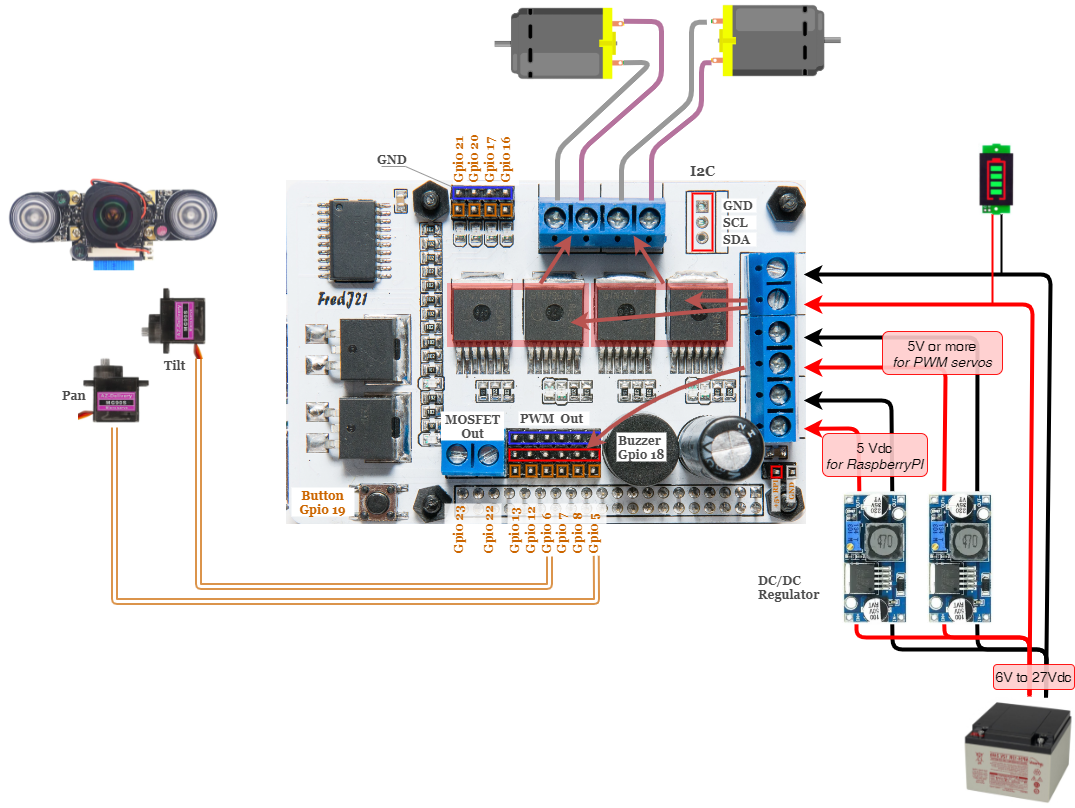 Gpio 21
Gpio 20
Gpio 17
Gpio 16
GND
I2C
GND
SCL
SDA
FredJ21
Tilt
Pan
5V or more
for PWM servos
MOSFET
Out
PWM Out
Buzzer
Gpio 18
5 Vdc
for RaspberryPI
Button
Gpio 19
Gpio 23
Gpio 22
Gpio 13
Gpio 12
Gpio 6
Gpio 7
Gpio 8
Gpio 5
470
470
DC/DC
Regulator
6V to 27Vdc